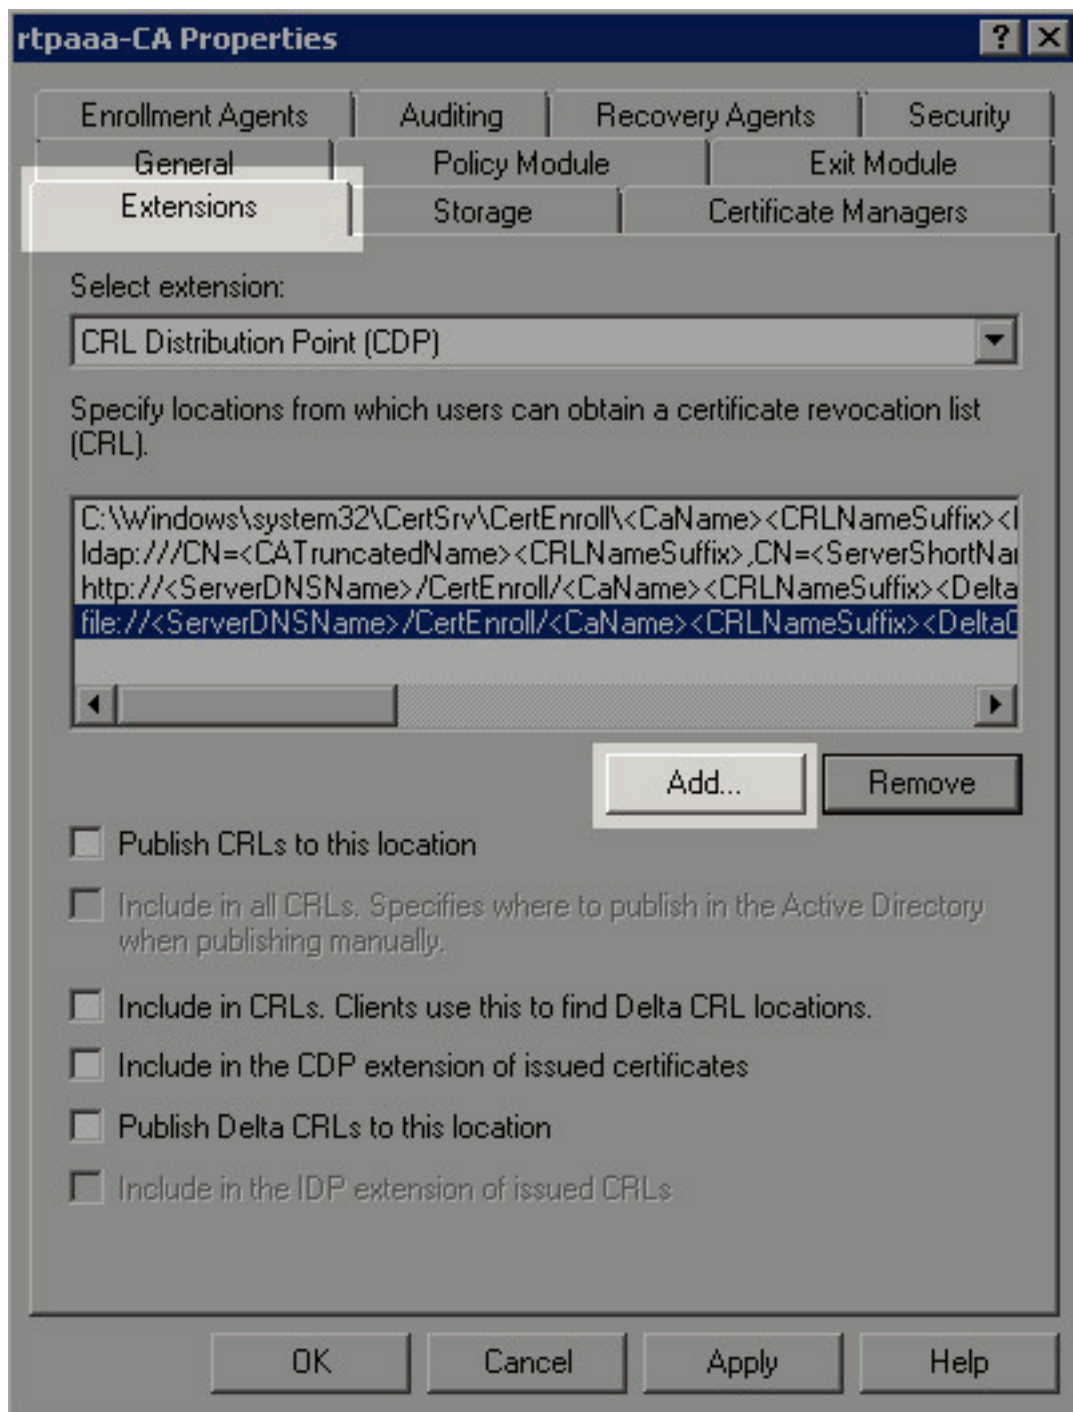 rtpaaa-CA Properties
Enrollment Agents Auditing Recovery Agents Security
General Policy Module Exit Module
Extensions Storage Certificate Managers
Select extension:
CRL Distribution Point (CDP)
Specify locations from which users can obtain a certificate revocation list
(CRL).
C:\Windows\system32\CertSrv\CertEnroll\<CaName><CRLNameSuffix><
ldap:///CN=<CATruncatedName><CRLNameSuffix>,CN=<ServerShortNa
http://<ServerDNSName>/CertEnroll/<CaName><CRLNameSuffix><Delta
file://<ServerDNSName>/CertEnroll/<CaName><CRLNameSuffix><DeltaC
Add... Remove
Publish CRLs to this location
Include in all CRLs. Specifies where to publish in the Active Directory
when publishing manually.
Include in CRLs. Clients use this to find Delta CRL locations.
Include in the CDP extension of issued certificates
Publish Delta CRLs to this location
Include in the IDP extension of issued CRLs
OK Cancel Apply Help